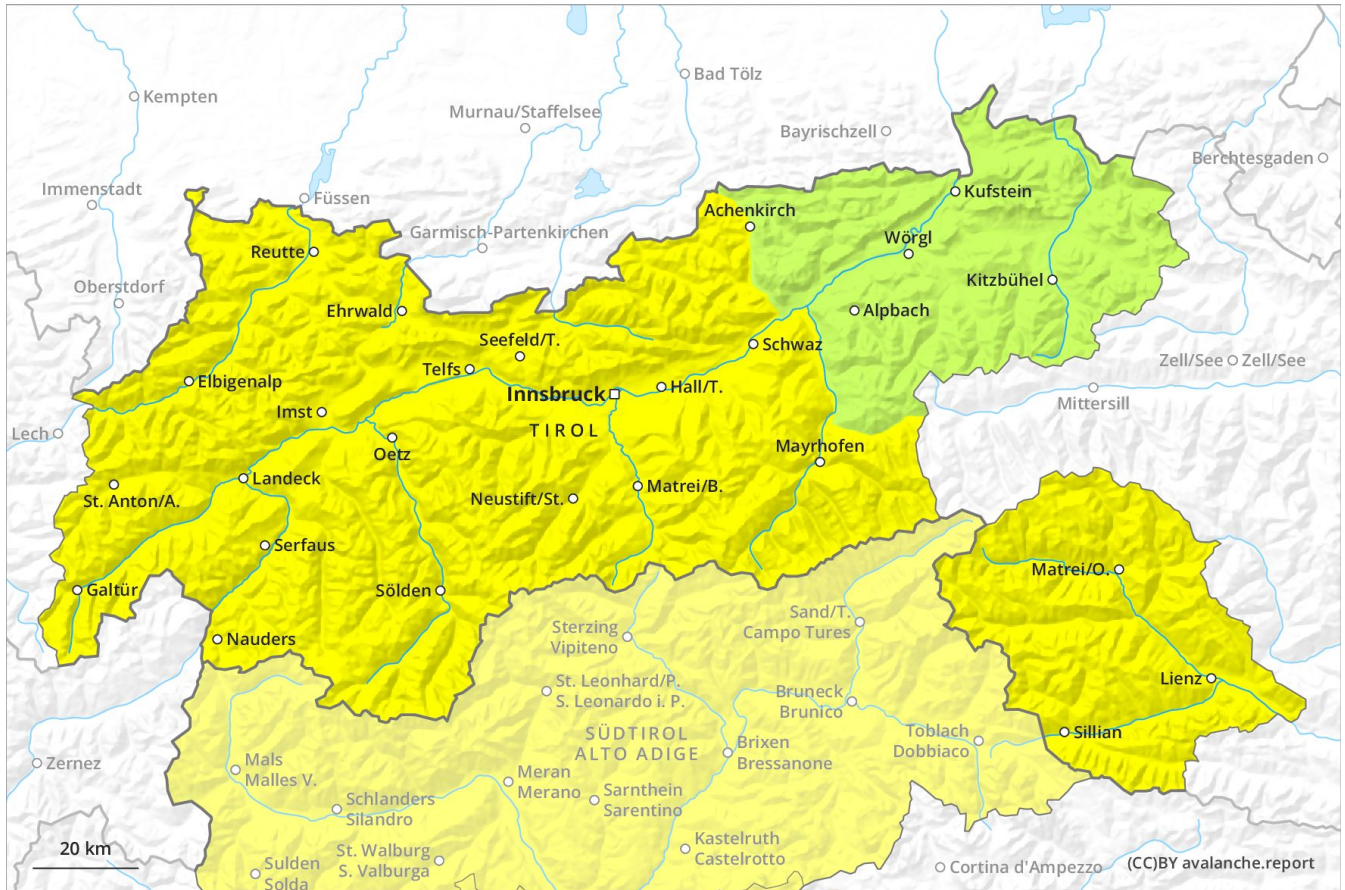 Bad Tölz
Kempten
Murnau/Staffelsee
Bayrischzell
Berchtesgaden
Immenstadt
Füssen
Kufstein
Achenkirch
Garmisch-Partenkirchen
Wörgl
Reutte
Kitzbühel
Oberstdorf
Ehrwald
Alpbach
Seefeld/T.
Schwaz
Zell/See
Zell/See
Telfs
Elbigenalp
Hall/T.
Innsbruck
Mittersill
Imst
TIROL
Lech
Mayrhofen
Oetz
Landeck
Matrei/B.
St. Anton/A.
Neustift/St.
Serfaus
Matrei/O.
Galtür
Sölden
Sand/T.
Campo Tures
Sterzing
Vipiteno
Nauders
Lienz
St. Leonhard/P.
S. Leonardo i. P.
Bruneck
Brunico
SÜDTIROL
ALTO ADIGE
Toblach
Dobbiaco
Sillian
Brixen
Bressanone
Zernez
Mals
Malles V.
Meran
Merano
Sarnthein
Sarentino
Schlanders
Silandro
Kastelruth
Castelrotto
20 km
St. Walburg
S. Valburga
Sulden
Solda
Cortina d'Ampezzo
(CC)BY avalanche.report